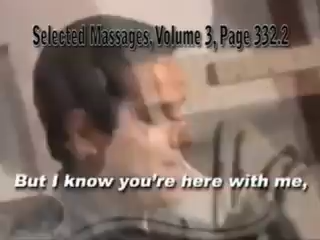 Selected Massages, Volume 3, Page 332.2
But I know you're here with me,